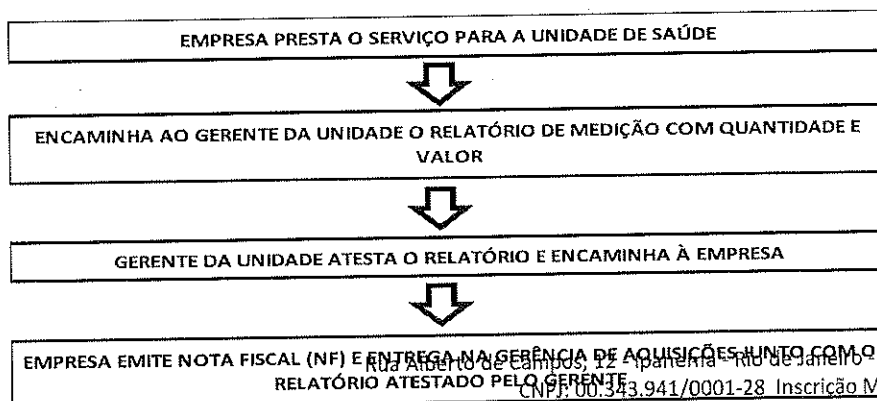 EMPRESA PRESTA O SERVIÇO PARA A UNIDADE DE SAÚDE
ENCAMINHA AO GERENTE DA UNIDADE O RELATÓRIO DE MEDIÇÃO COM QUANTIDADE E
VALOR
GERENTE DA UNIDADE ATESTA O RELATÓRIO E ENCAMINHA À EMPRESA
EMPRESA EMITE NOTA FISCAL (NF) E ENTREGA NA GERÊNCIA DE AQUISIÇÕES JUNTO COM O
Rua Alberto de Campos, 12 - Ipanema - Rio de Janeiro -
RELATÓRIO ATESTADO PELO GERENTE
CNPJ: 00.343.941/0001-28 Inscrição M